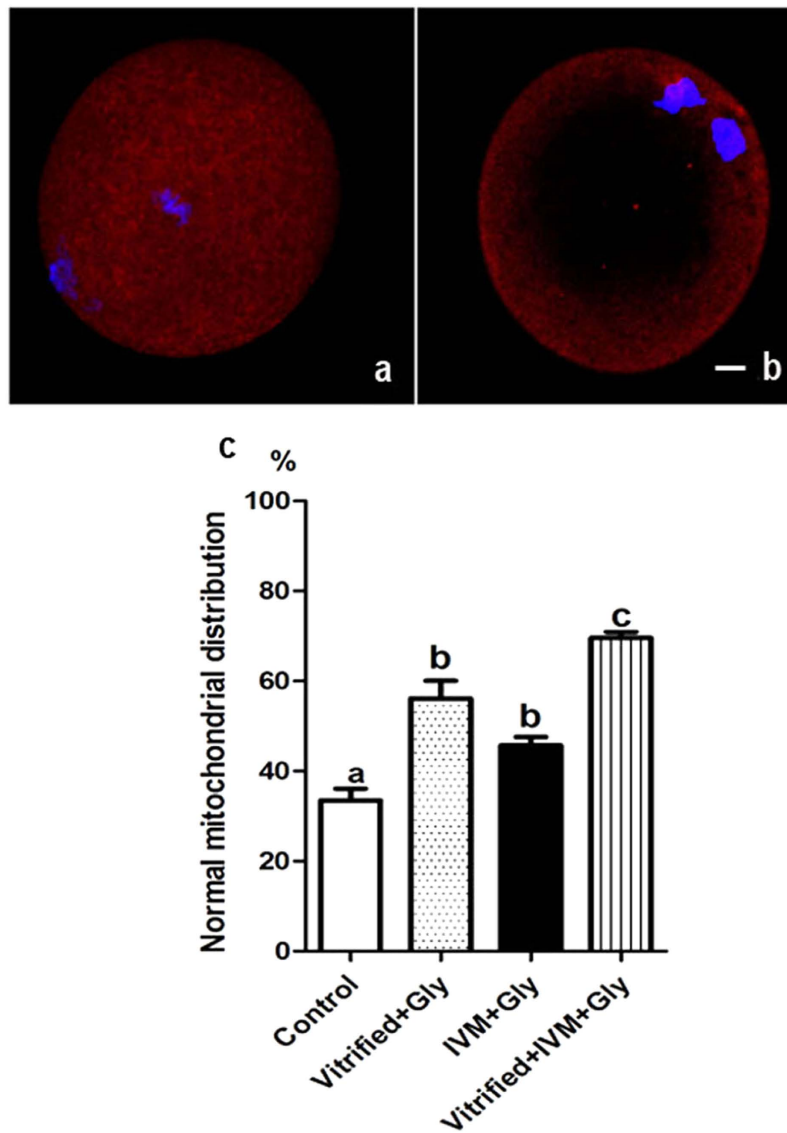 a
b
c %
100
80
60
40
20
0
Normal mitochondrial distribution
a
b
b
c
Control
Vitrified+Gly
IVM+Gly
Vitrified+IVM+Gly